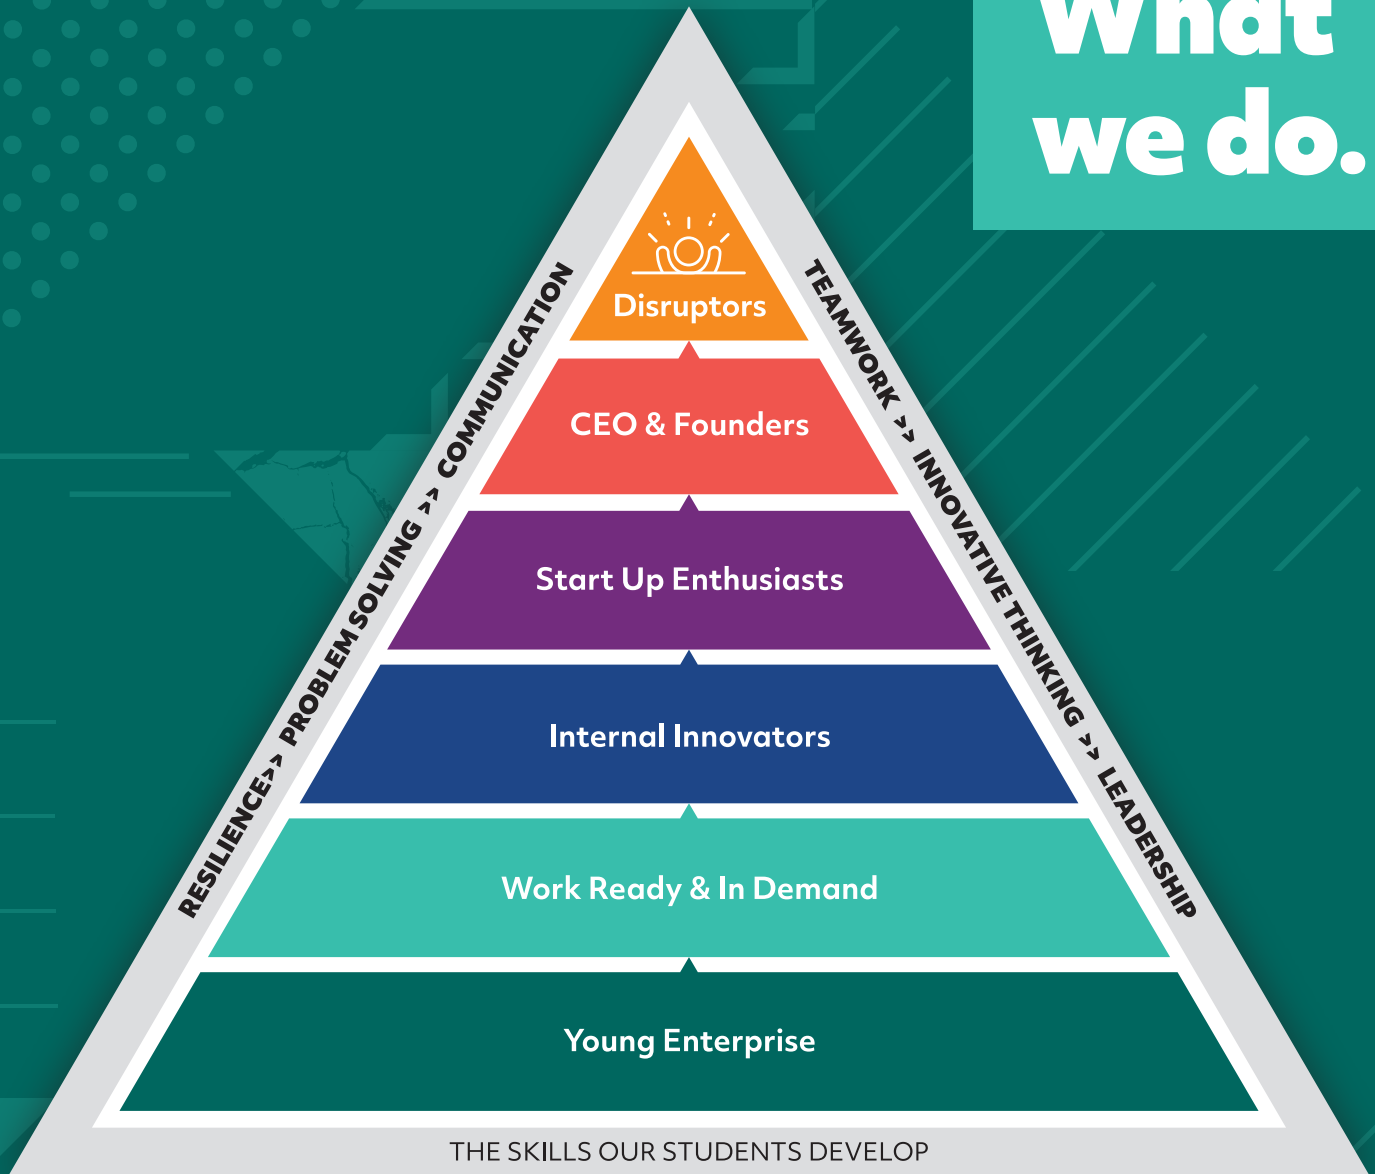 What
we do.
Disruptors
CEO & Founders
Start Up Enthusiasts
Internal Innovators
Work Ready & In Demand
Young Enterprise
RESILIENCE>> PROBLEM SOLVING >> COMMUNICATION
TEAMWORK >> INNOVATIVE THINKING >> LEADERSHIP
THE SKILLS OUR STUDENTS DEVELOP